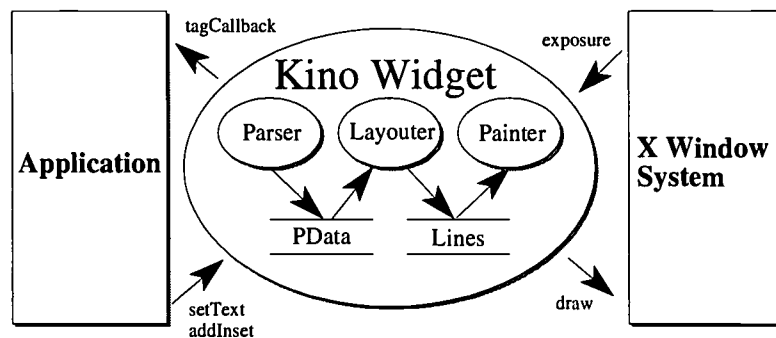 tagCallback
exposure
Kino Widget
Parser
Layouter
Painter
Application
X Window
System
PData
Lines
setText
addInset
draw